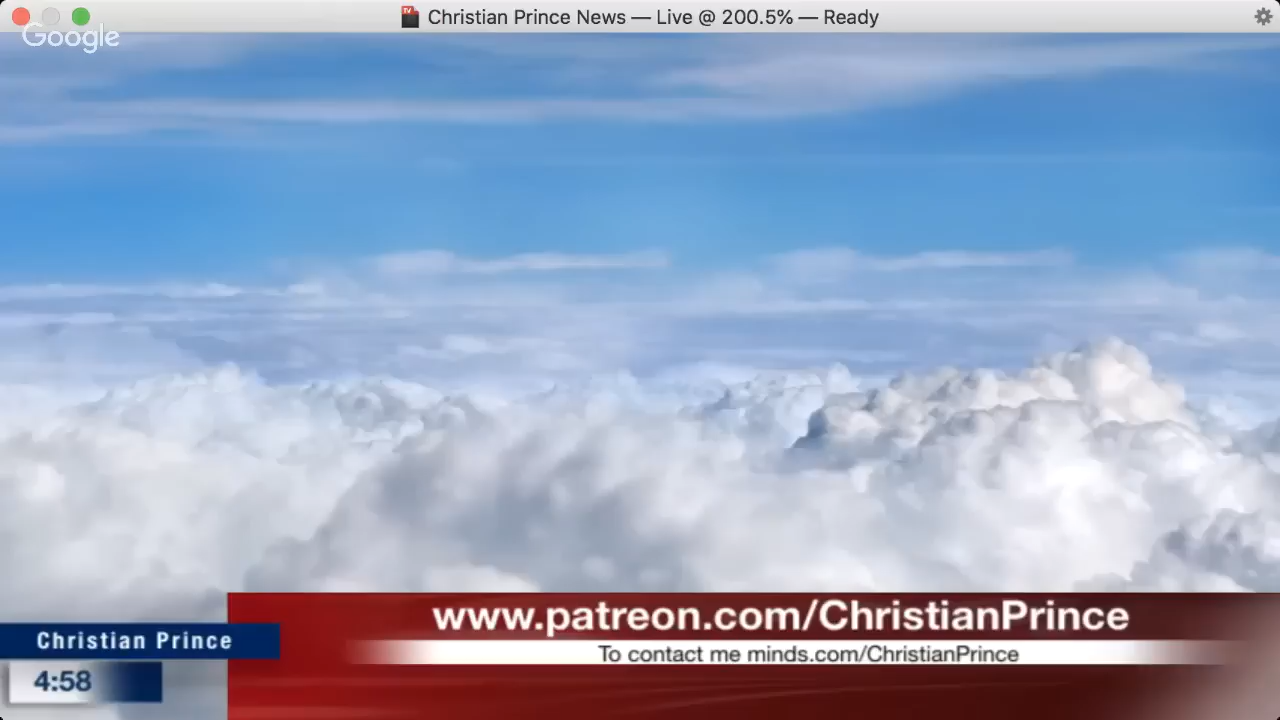 Christian Prince News — Live @ 200.5% — Ready
Google
www.patreon.com/ChristianPrince
Christian Prince
To contact me minds.com/ChristianPrince
4:58